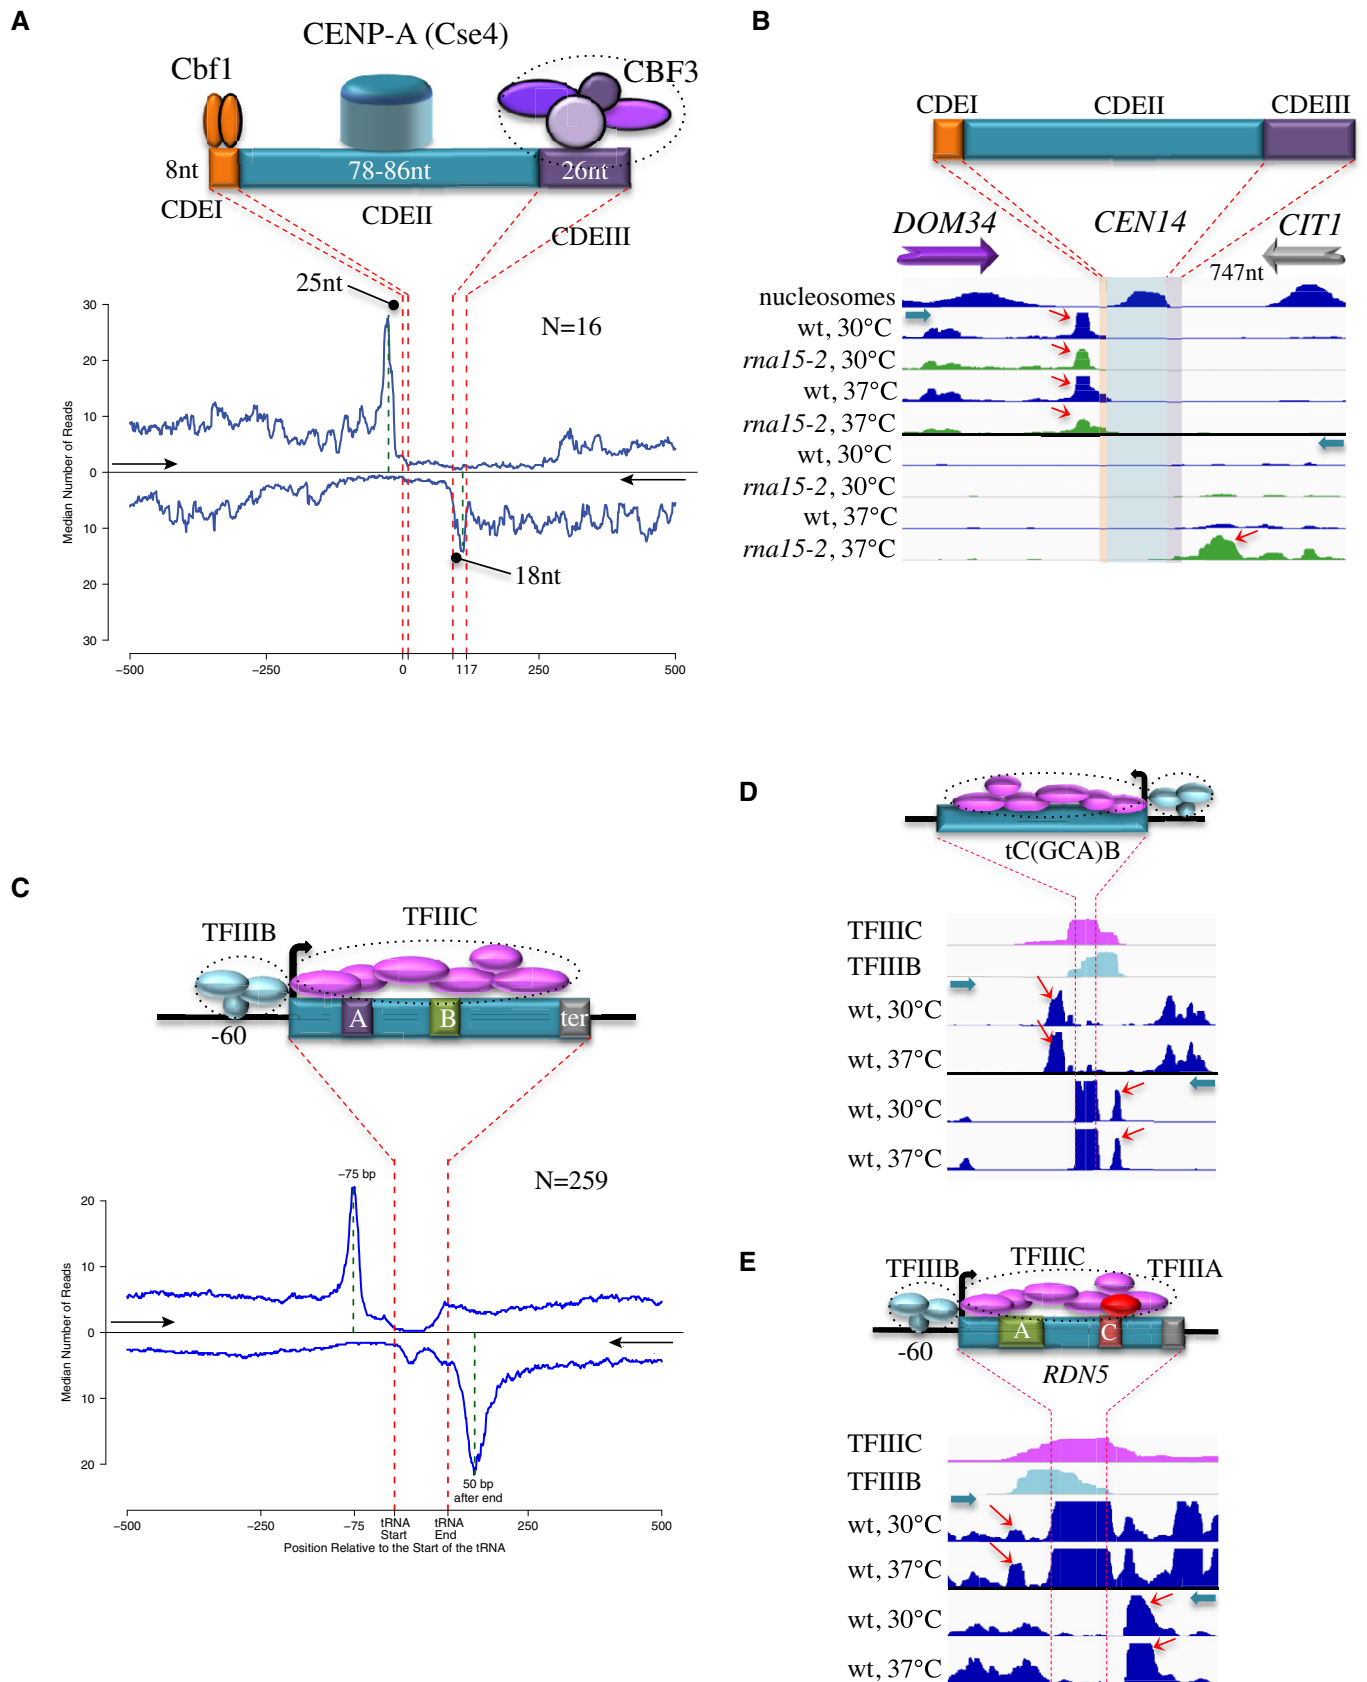 A
CENP-A (Cse4)
Cbf1
CBF3
8nt
78-86nt
26nt
CDEI
CDEII
CDEIII
25nt
N=16
30
20
10
0
10
20
30
Median Number of Reads
18nt
−500
−250
0
117
250
500
B
CDEI
CDEII
CDEIII
DOM34
CEN14
CIT1
747nt
nucleosomes
wt, 30°C
rna15-2, 30°C
wt, 37°C
rna15-2, 37°C
wt, 30°C
rna15-2, 30°C
wt, 37°C
rna15-2, 37°C
C
TFIIIB
TFIIIC
A
B
ter
-60
−75 bp
N=259
20
10
0
10
20
Median Number of Reads
50 bp
after end
−500
−250
−75
tRNA
Start
tRNA
End
250
500
Position Relative to the Start of the tRNA
D
tC(GCA)B
TFIIIC
TFIIIB
wt, 30°C
wt, 37°C
wt, 30°C
wt, 37°C
E
TFIIIB
TFIIIC
TFIIIA
A
C
-60
RDN5
TFIIIC
TFIIIB
wt, 30°C
wt, 37°C
wt, 30°C
wt, 37°C